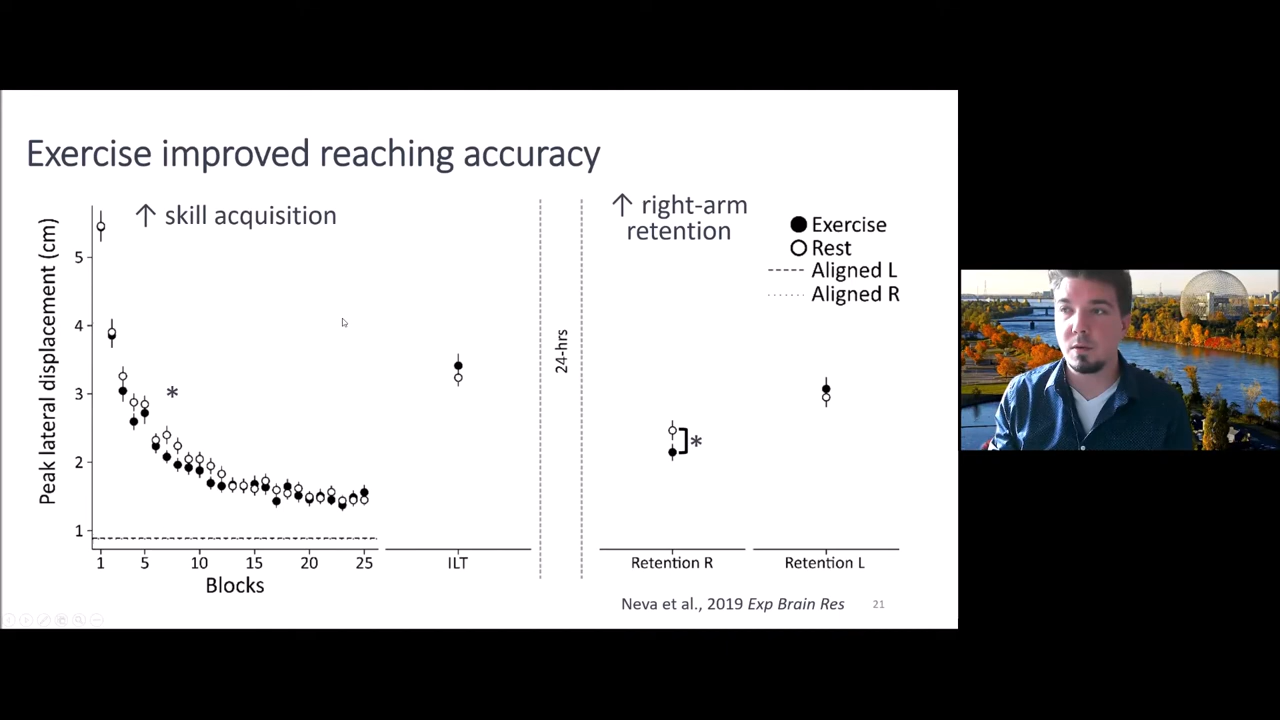 Exercise improved reaching accuracy
↑ skill acquisition
↑ right-arm
retention
Exercise
Rest
Aligned L
Aligned R
Peak lateral displacement (cm)
5
4
3
2
1
*
24-hrs
*
1 5 10 15 20 25
Blocks
ILT
Retention R
Retention L
Neva et al., 2019 Exp Brain Res
21